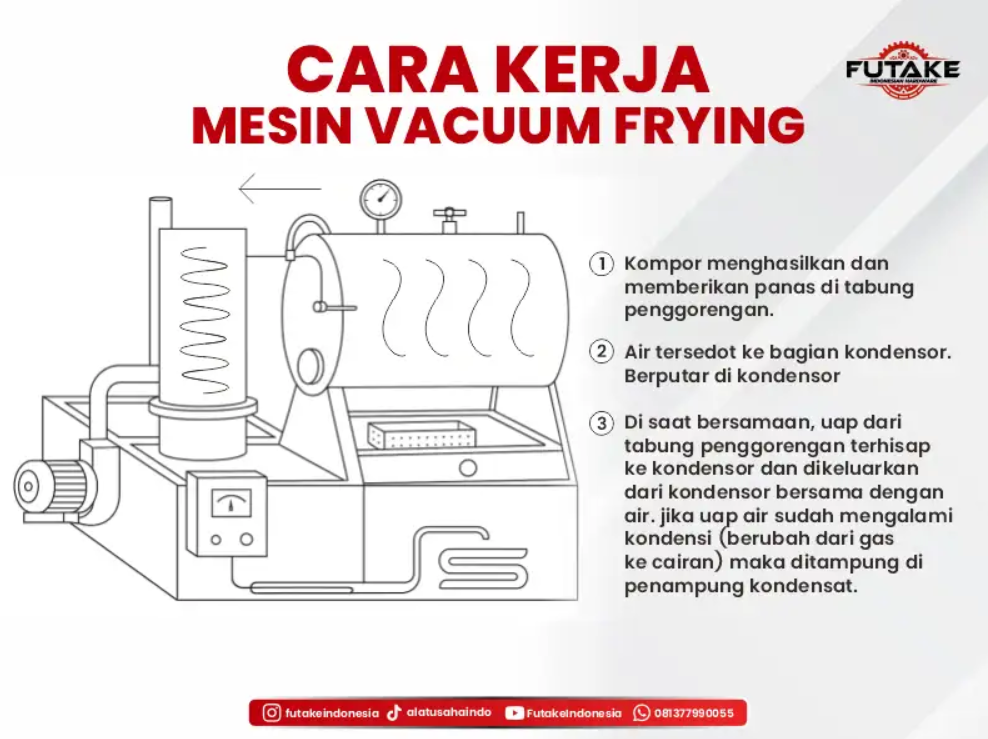 CARA KERJA
MESIN VACUUM FRYING
FUTAKE
INDONESIAN HARDWARE
1 Kompor menghasilkan dan
memberikan panas di tabung
penggorengan.
2 Air tersedot ke bagian kondensor.
Berputar di kondensor
3 Di saat bersamaan, uap dari
tabung penggorengan terhisap
ke kondensor dan dikeluarkan
dari kondensor bersama dengan
air. jika uap air sudah mengalami
kondensi (berubah dari gas
ke cairan) maka ditampung di
penampung kondensat.
futakeindonesia alatusahaindo FutakeIndonesia 081377990055